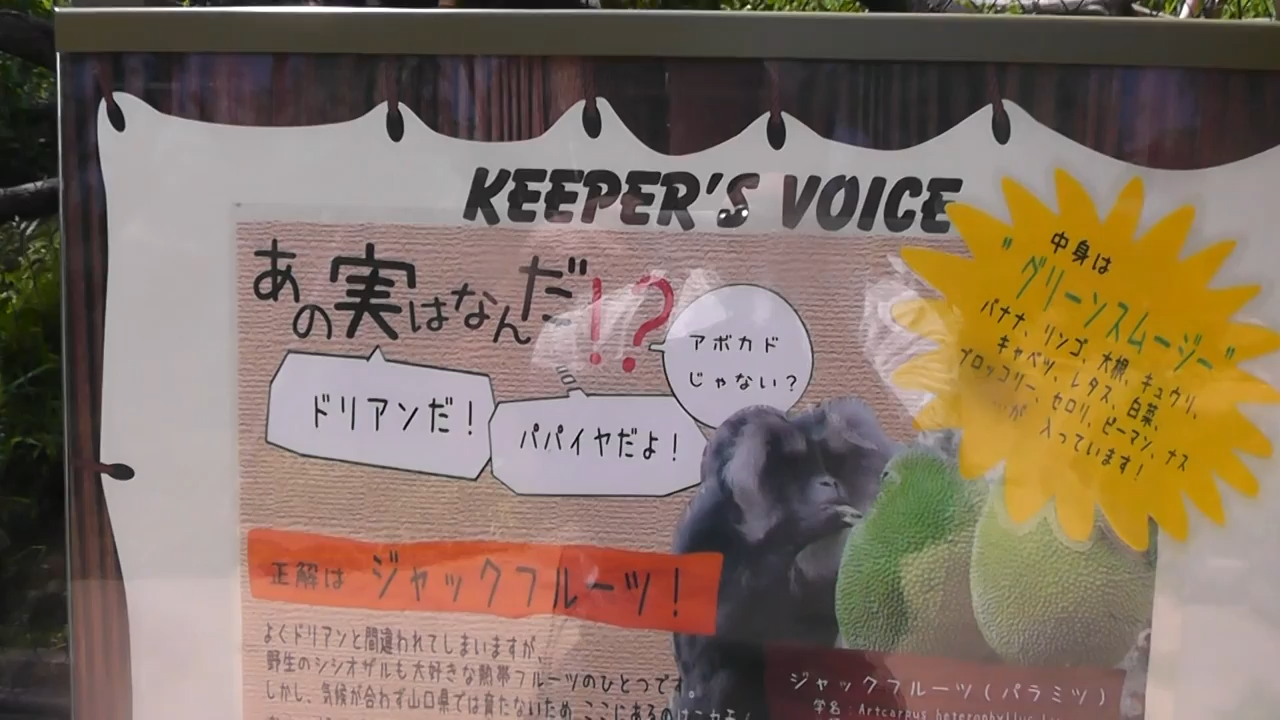 KEEPER'S VOICE
あの実はなんだ!?
アボカド
じゃない?
ドリアンだ!
パパイヤだよ!
中身は
"グリーンスムージー"
バナナ、リンゴ、大根、キュウリ、
キャベツ、レタス、白菜、
ブロッコリー、セロリ、ピーマン、ナス
…が 入っています!
正解は ジャックフルーツ!
よくドリアンと間違われてしまいますが、
野生のシシオザルも大好きな熱帯フルーツのひとつです。
しかし、気候が合わず山口県では育たないため、ここにあるのは
ジャックフルーツ(パラミツ)
学名:Artcarpus heterophyllus